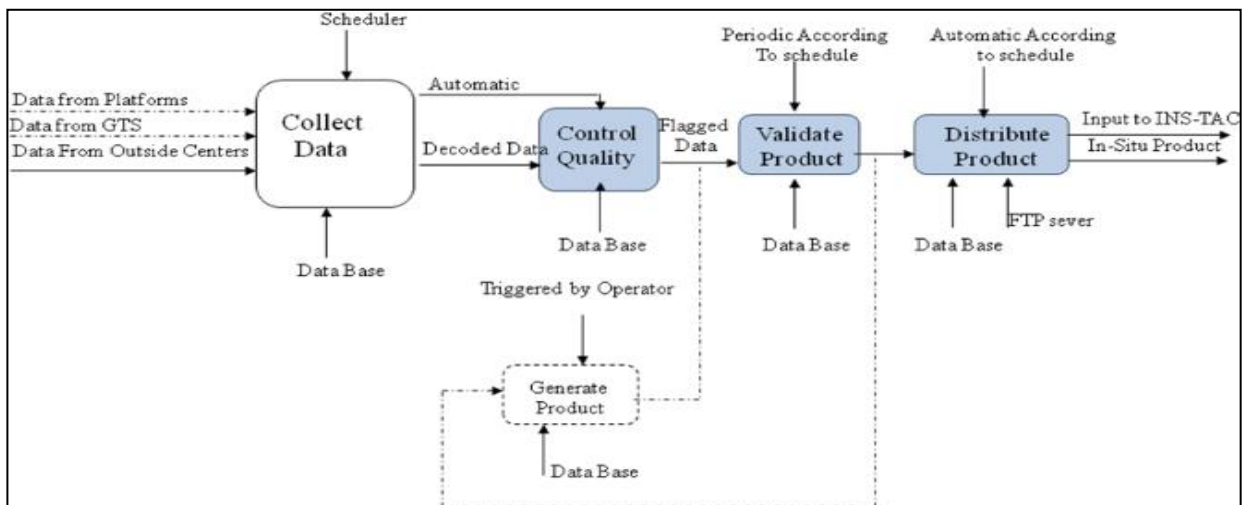 Scheduler
Periodic According
To schedule
Automatic According
to schedule
Data from Platforms
Data from GTS
Data From Outside Centers
Collect
Data
Automatic
Decoded Data
Control
Quality
Flagged
Data
Validate
Product
Distribute
Product
Input to INS-TAC
In-Situ Product
Data Base
Data Base
Data Base
Data Base
FTP sever
Triggered by Operator
Generate
Product
Data Base